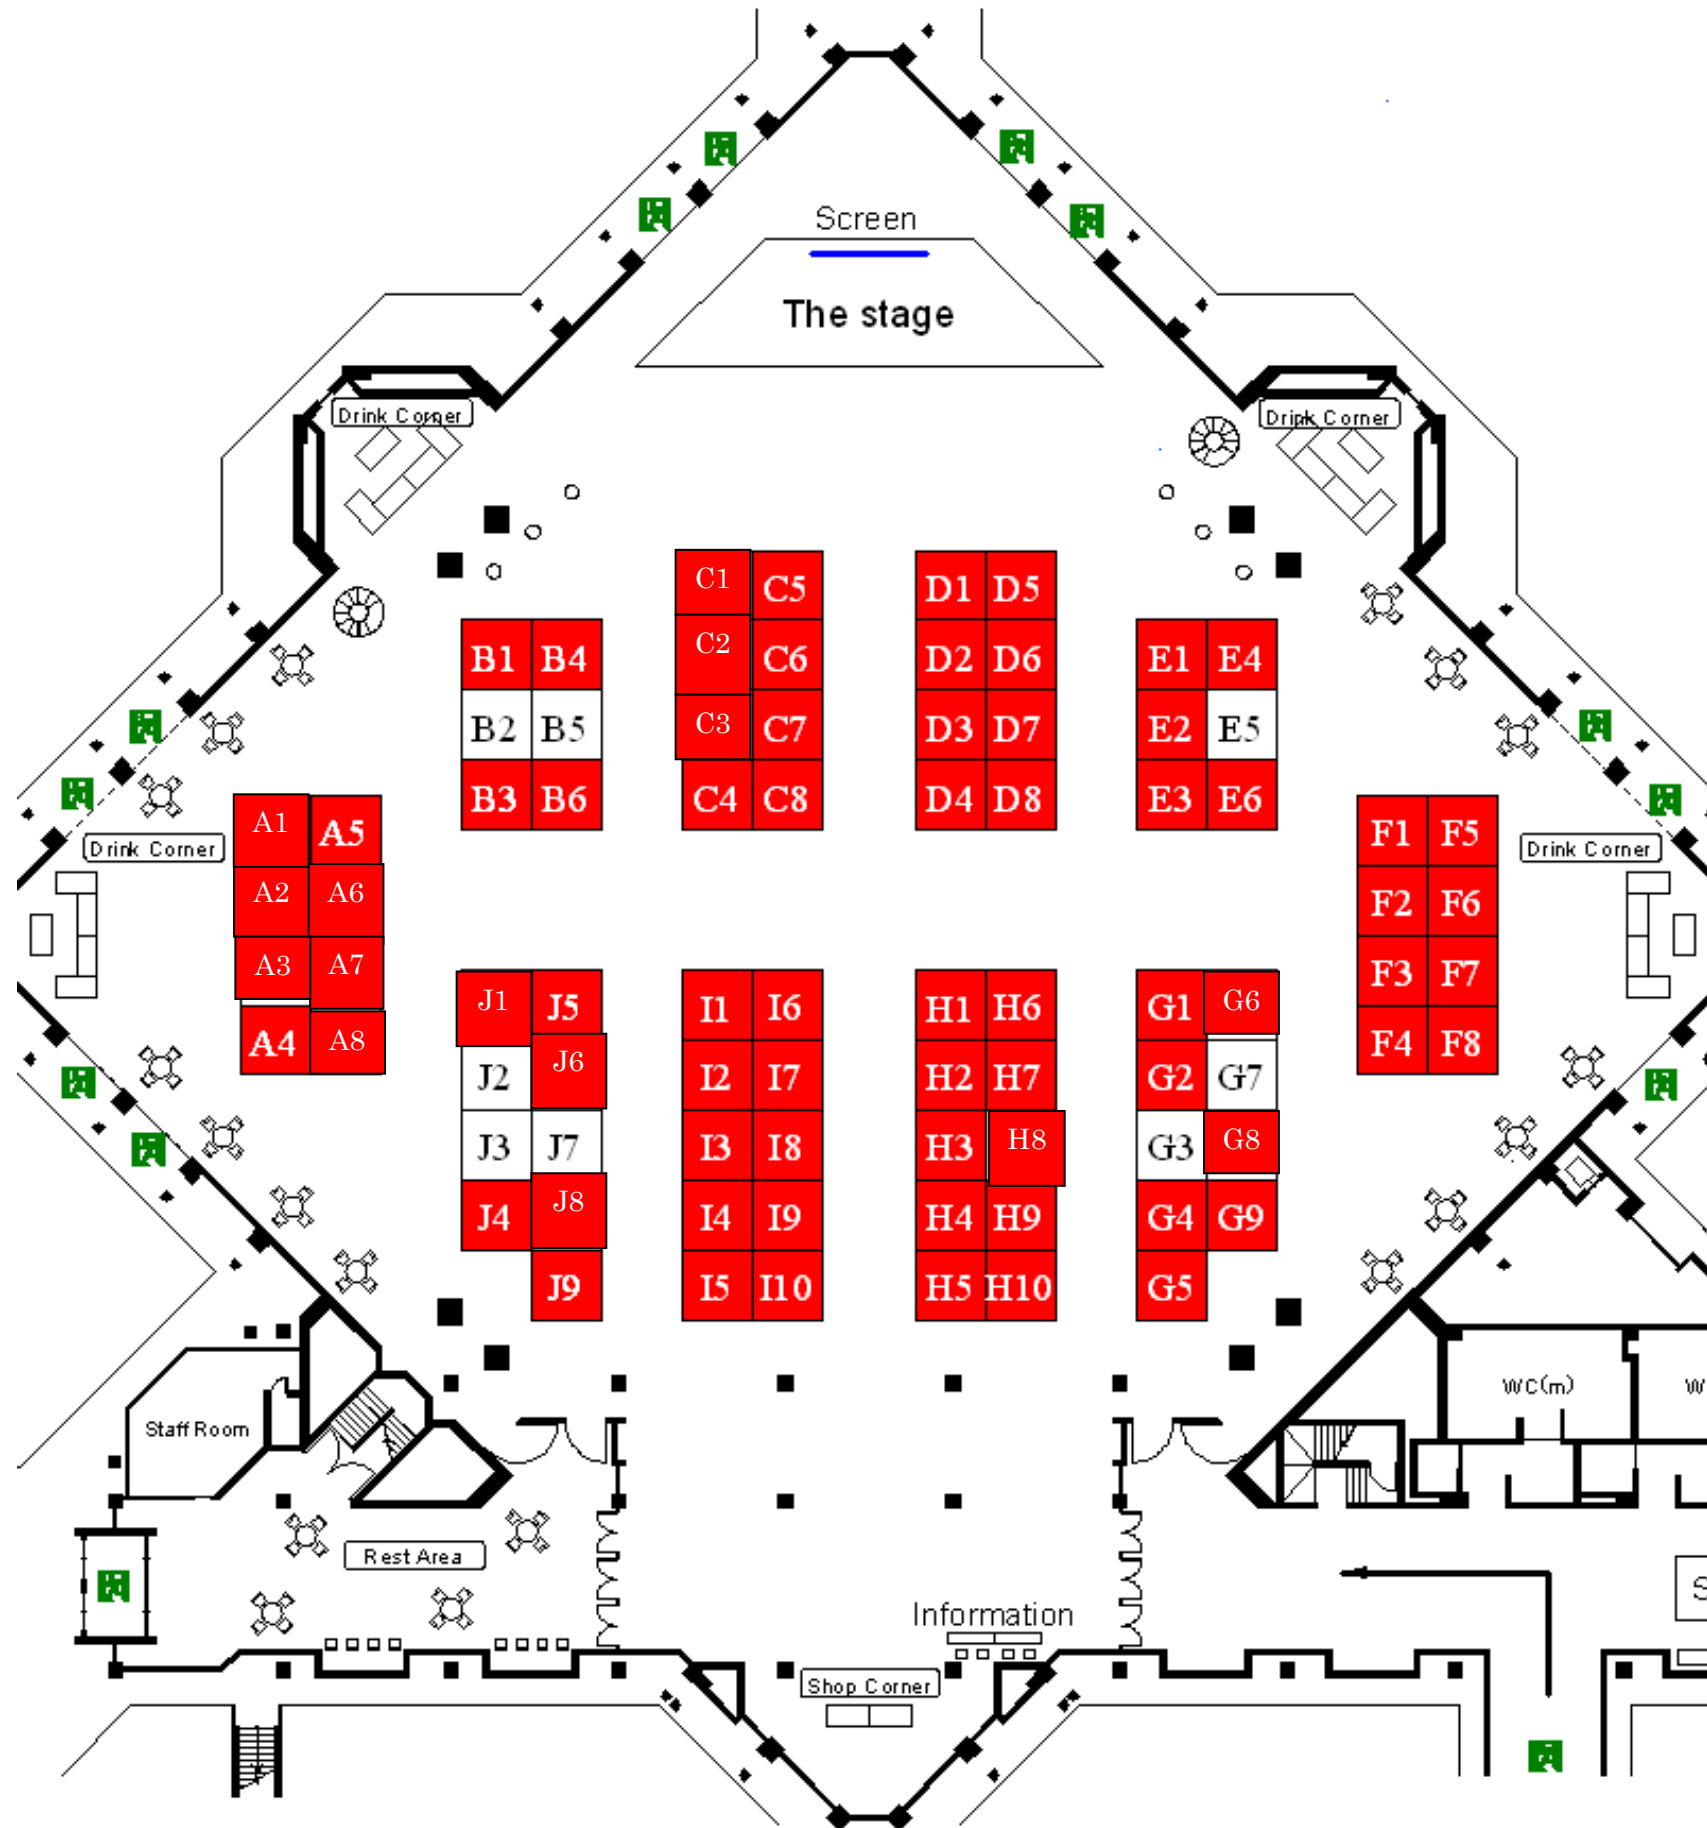 Screen
The stage
Drink Corner
Drink Corner
C1 C5 D1 D5
B1 B4 C2 C6 D2 D6 E1 E4
B2 B5 C3 C7 D3 D7 E2 E5
B3 B6 C4 C8 D4 D8 E3 E6
Drink Corner
A1 A5 F1 F5
Drink Corner
A2 A6 F2 F6
A3 A7 F3 F7
A4 A8 F4 F8
J1 J5 I1 I6 H1 H6 G1 G6
J2 J6 I2 I7 H2 H7 G2 G7
J3 J7 I3 I8 H3 H8 G3 G8
J4 J8 I4 I9 H4 H9 G4 G9
J9 I5 I10 H5 H10 G5
WC(m)
W
Staff Room
Rest Area
S
Information
Shop Corner